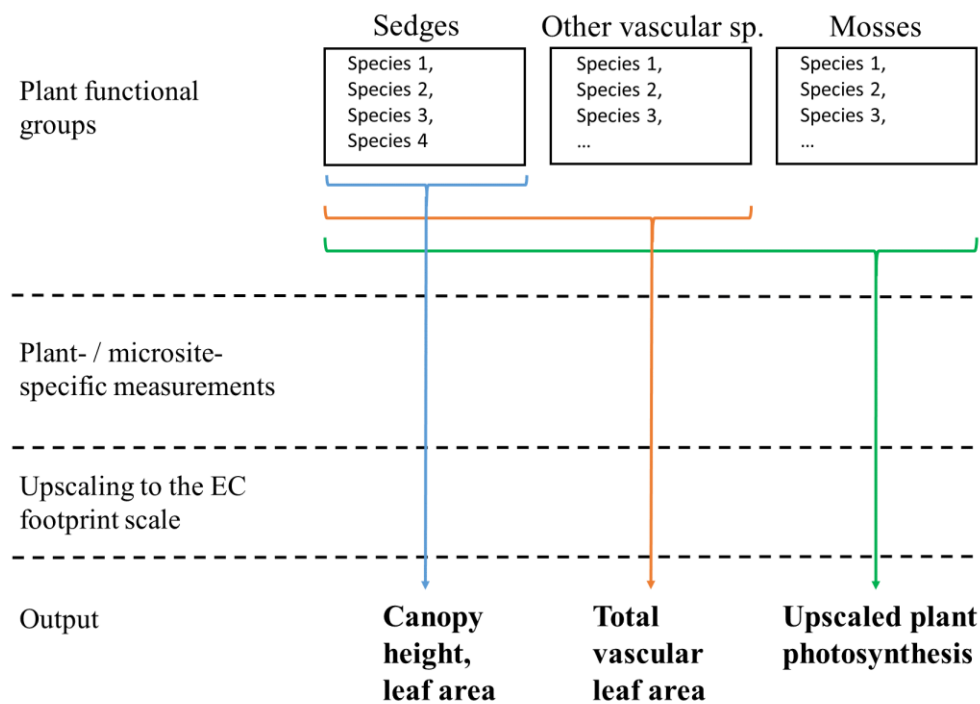 Sedges
Other vascular sp.
Mosses
Plant functional
groups
Species 1,
Species 2,
Species 3,
Species 4
Species 1,
Species 2,
Species 3,
...
Species 1,
Species 2,
Species 3,
...
Plant- / microsite-
specific measurements
Upscaling to the EC
footprint scale
Output
Canopy
height,
leaf area
Total
vascular
leaf area
Upscaled plant
photosynthesis